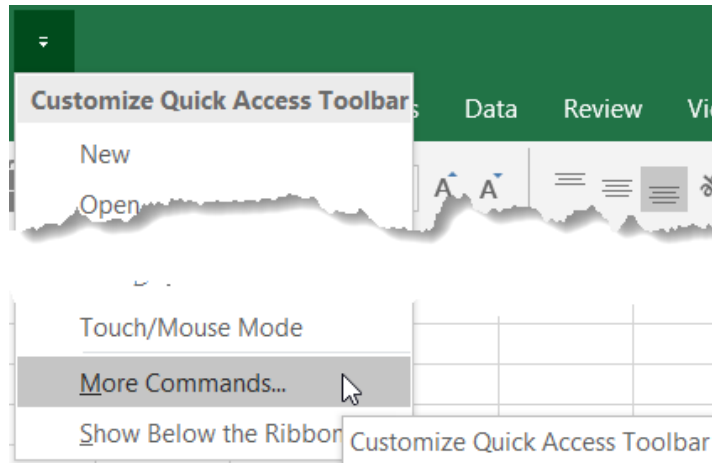 Customize Quick Access Toolbar
Data Review
New
A A
Open
Touch/Mouse Mode
More Commands...
Show Below the Ribbon
Customize Quick Access Toolbar